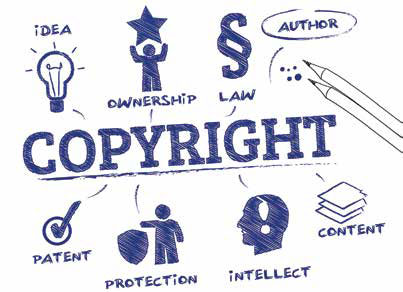 iDEA
OWNERSHiP
§
LAW
AUTHOR
COPYRIGHT
PATENT
PROTECTiON
iNTELLECT
CONTENT